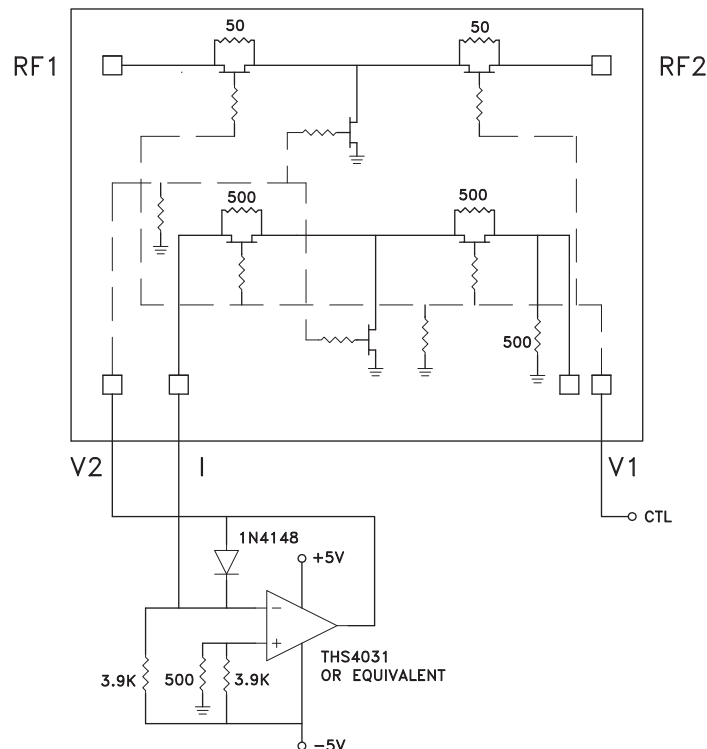 50
50
RF1
RF2
500
500
500
V2
I
V1
CTL
1N4148
+5V
−
+
THS4031
OR EQUIVALENT
3.9K
500
3.9K
−5V